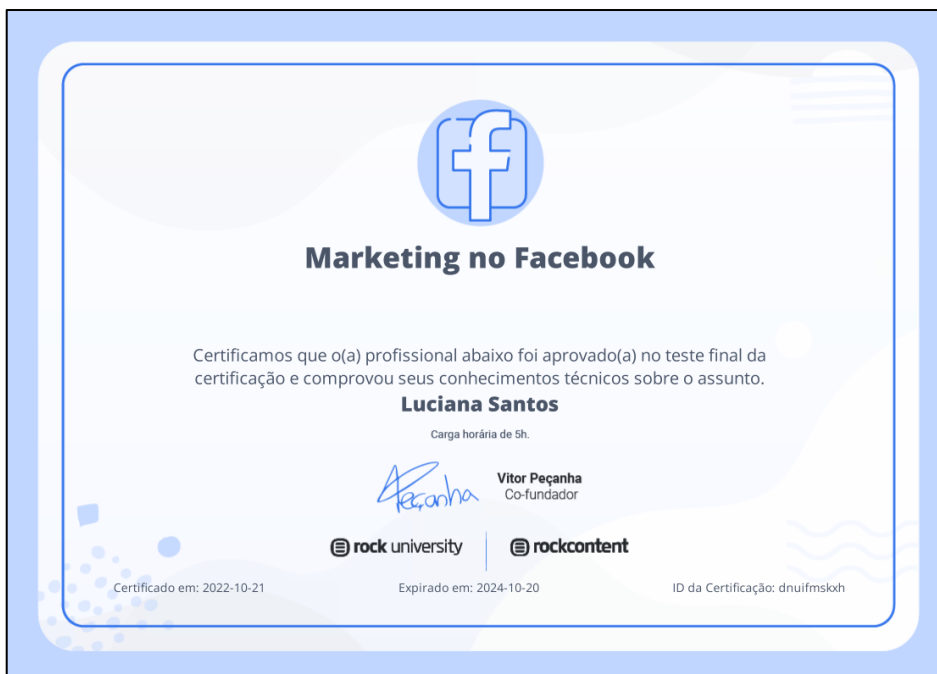 Marketing no Facebook
Certificamos que o(a) profissional abaixo foi aprovado(a) no teste final da
certificação e comprovou seus conhecimentos técnicos sobre o assunto.
Luciana Santos
Carga horária de 5h.
Peçanha
Vitor Peçanha
Co-fundador
rock university
rockcontent
Certificado em: 2022-10-21
Expirado em: 2024-10-20
ID da Certificação: dnuifmskxh